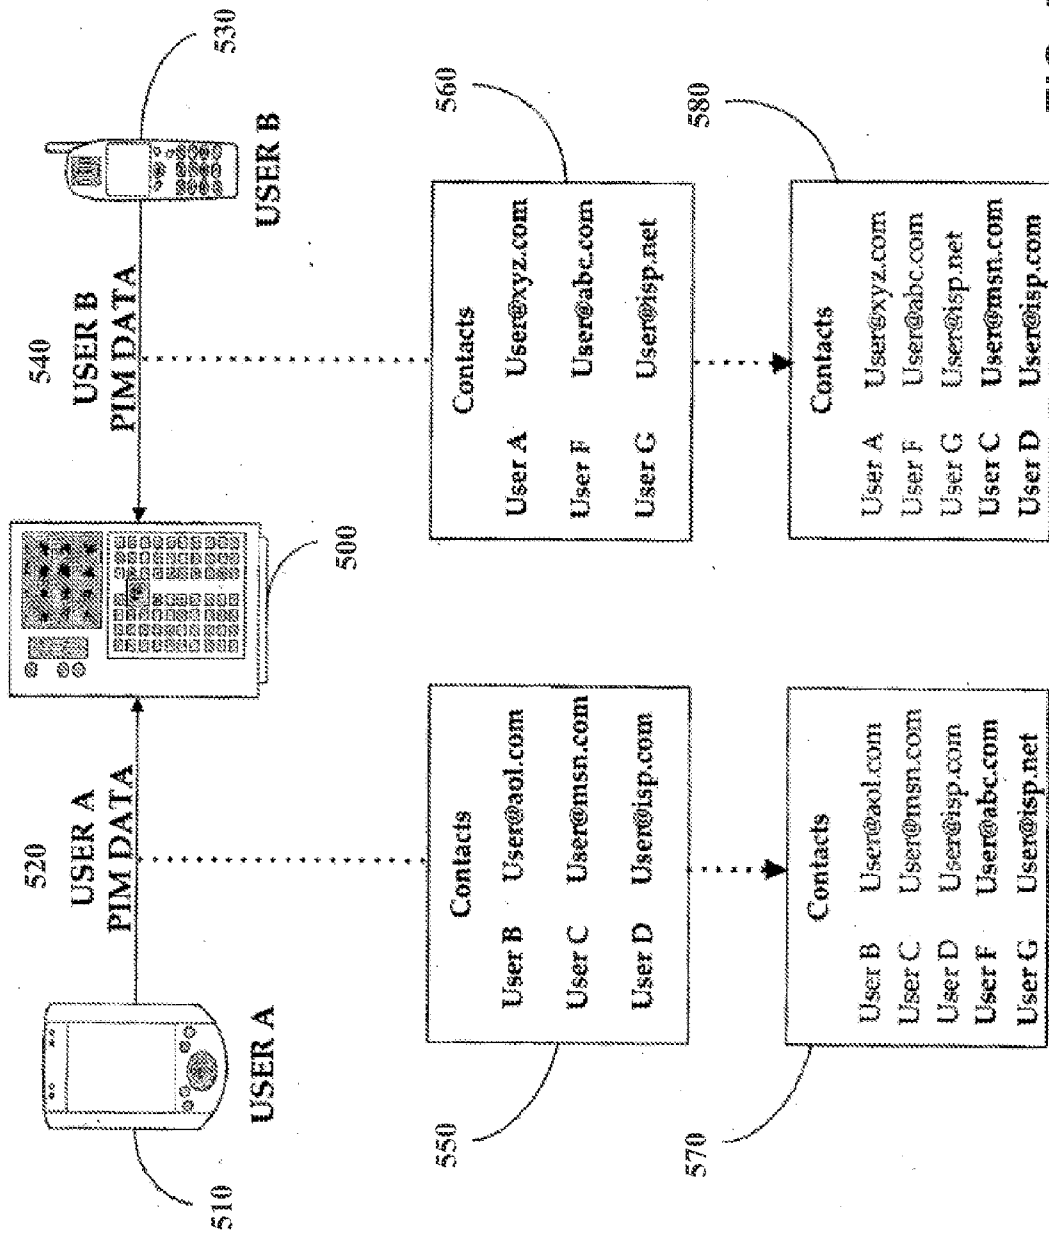 520
USER A
PIM DATA
540
USER B
PIM DATA
510
USER A
500
USER B
530
550
Contacts
User B User@aol.com
User C User@msn.com
User D User@isp.com
560
Contacts
User A User@xyz.com
User F User@abc.com
User G User@isp.net
570
Contacts
User B User@aol.com
User C User@msn.com
User D User@isp.com
User F User@abc.com
User G User@isp.net
580
Contacts
User A User@xyz.com
User F User@abc.com
User G User@isp.net
User C User@msn.com
User D User@isp.com